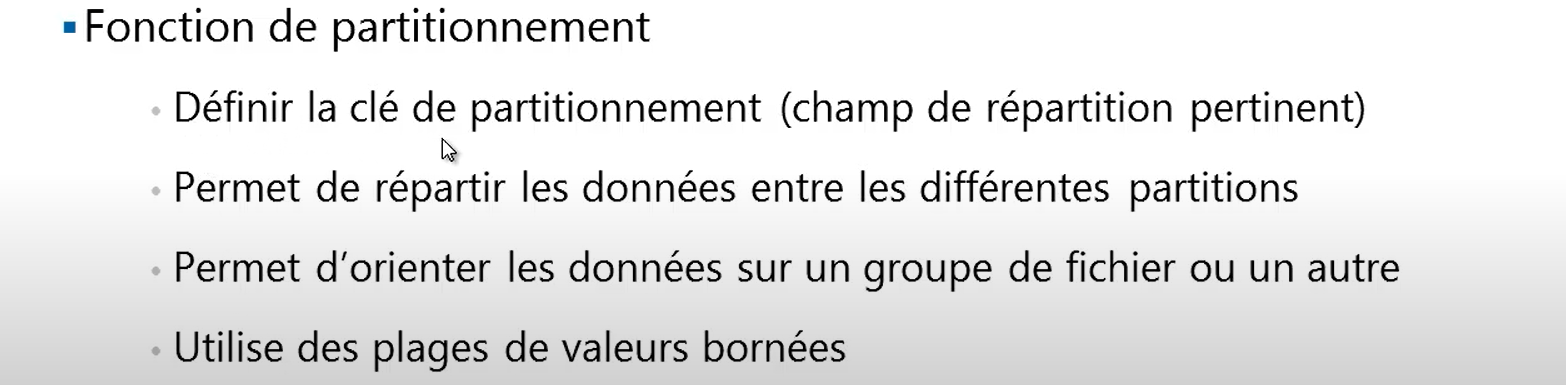 Fonction de partitionnement
Définir la clé de partitionnement (champ de répartition pertinent)
Permet de répartir les données entre les différentes partitions
Permet d’orienter les données sur un groupe de fichier ou un autre
Utilise des plages de valeurs bornées